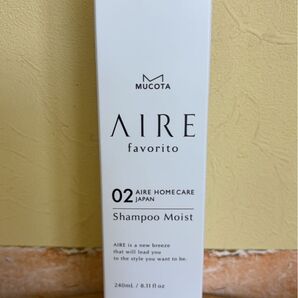 MUCOTA
AIRE
favorito
02 AIRE HOMECARE
JAPAN
Shampoo Moist
AIRE is a new breeze
that will lead you
to the style you want to be.
240mL / 8.11 fl oz